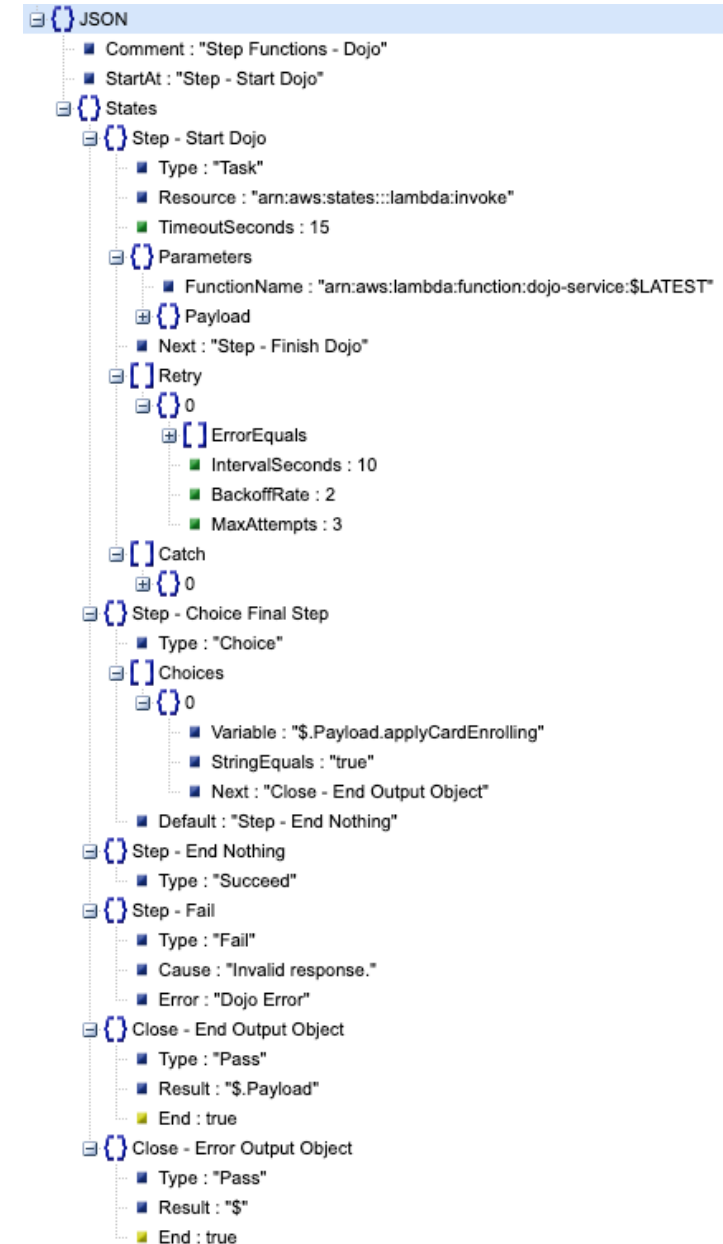 JSON
Comment : "Step Functions - Dojo"
StartAt : "Step - Start Dojo"
States
Step - Start Dojo
Type : "Task"
Resource : "arn:aws:states:::lambda:invoke"
TimeoutSeconds : 15
Parameters
FunctionName : "arn:aws:lambda:function:dojo-service:$LATEST"
Payload
Next : "Step - Finish Dojo"
Retry
0
ErrorEquals
IntervalSeconds : 10
BackoffRate : 2
MaxAttempts : 3
Catch
0
Step - Choice Final Step
Type : "Choice"
Choices
0
Variable : "$.Payload.applyCardEnrolling"
StringEquals : "true"
Next : "Close - End Output Object"
Default : "Step - End Nothing"
Step - End Nothing
Type : "Succeed"
Step - Fail
Type : "Fail"
Cause : "Invalid response."
Error : "Dojo Error"
Close - End Output Object
Type : "Pass"
Result : "$.Payload"
End : true
Close - Error Output Object
Type : "Pass"
Result : "$"
End : true